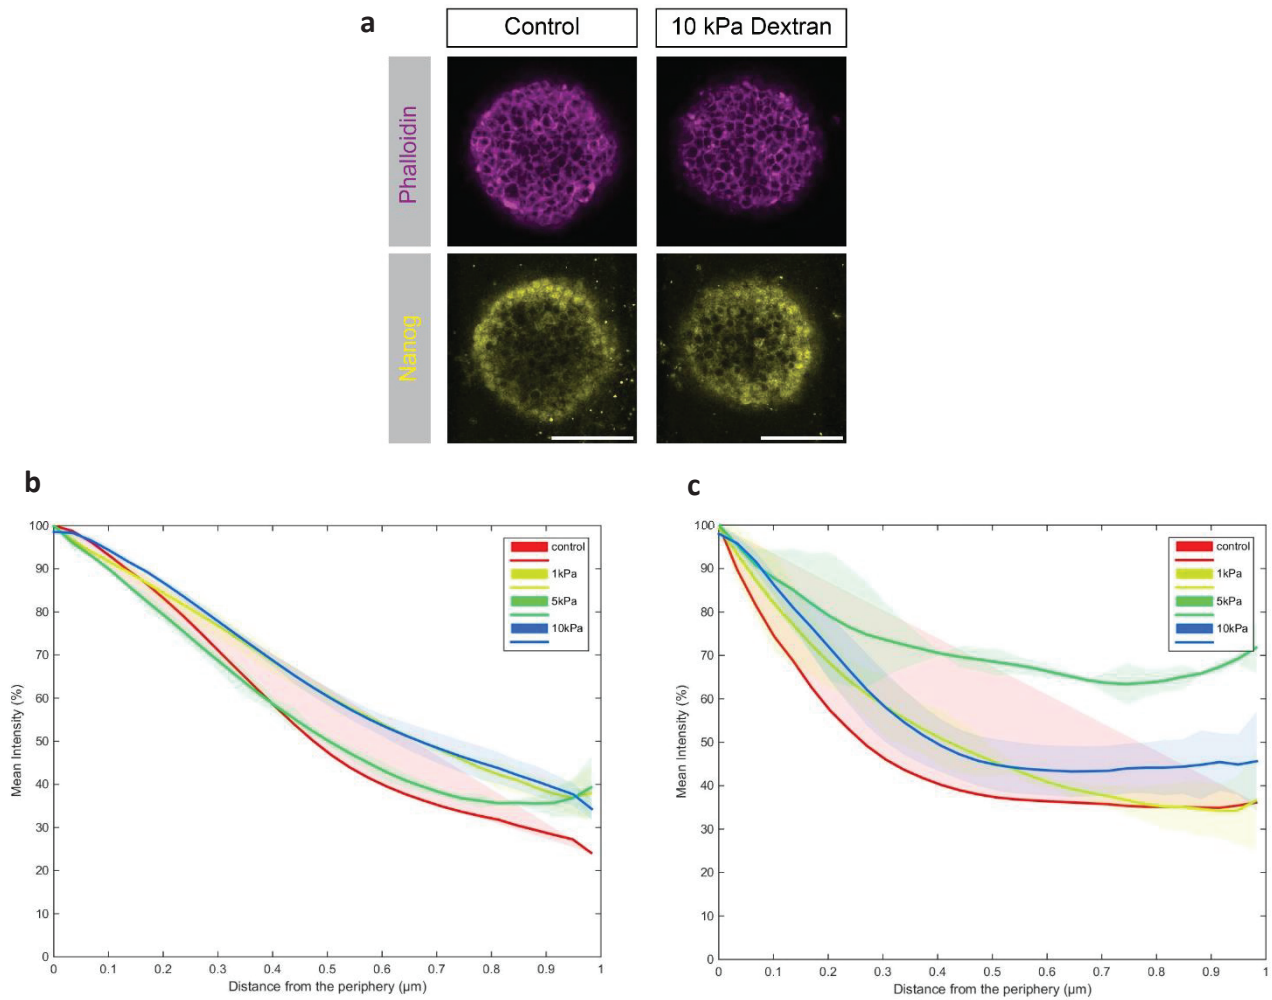 a
Control
10 kPa Dextran
Phalloidin
Nanog
b
100
90
80
70
60
50
40
30
20
10
0
Mean Intensity (%)
control
1kPa
5kPa
10kPa
0 0.1 0.2 0.3 0.4 0.5 0.6 0.7 0.8 0.9 1
Distance from the periphery (μm)
c
100
90
80
70
60
50
40
30
20
10
0
Mean Intensity (%)
control
1kPa
5kPa
10kPa
0 0.1 0.2 0.3 0.4 0.5 0.6 0.7 0.8 0.9 1
Distance from the periphery (μm)